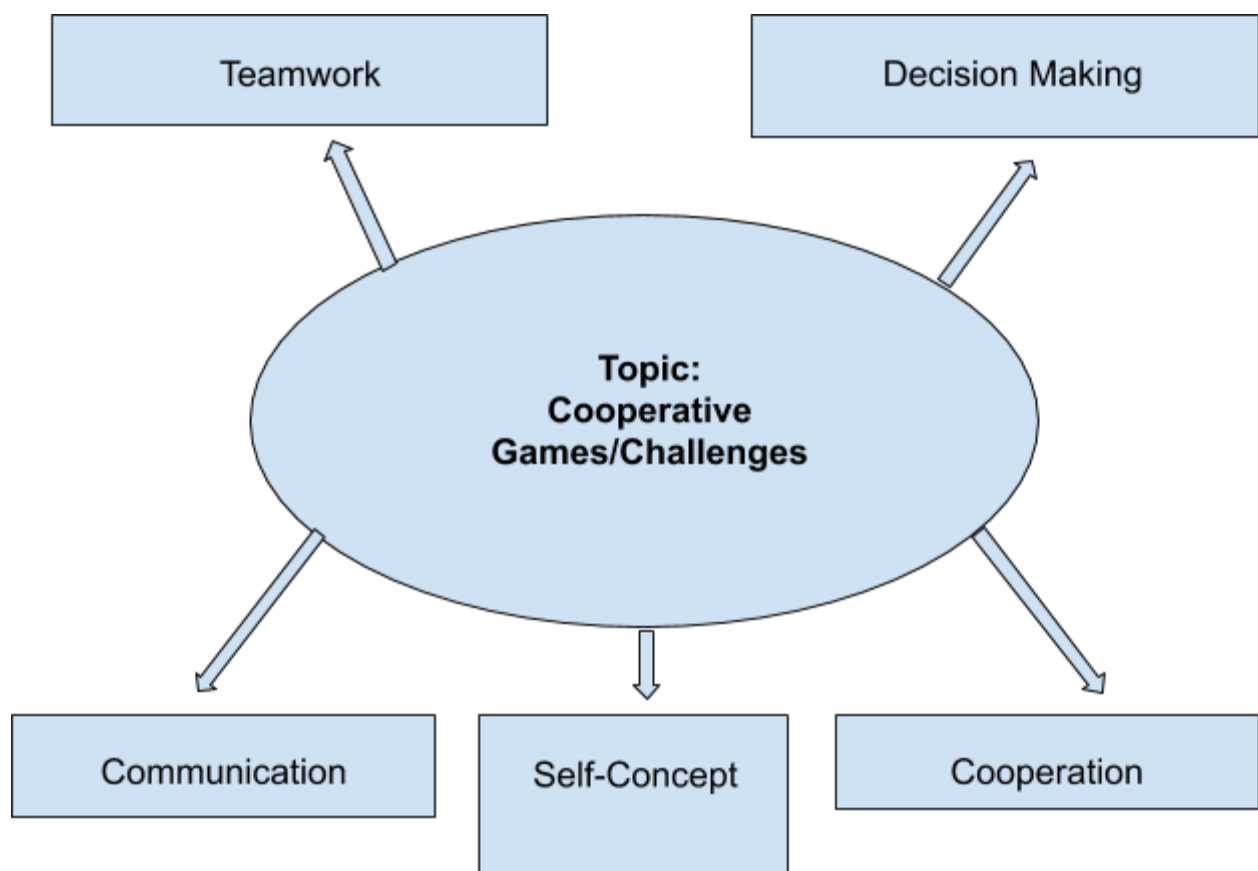 Teamwork
Decision Making
Topic:
Cooperative
Games/Challenges
Communication
Self-Concept
Cooperation